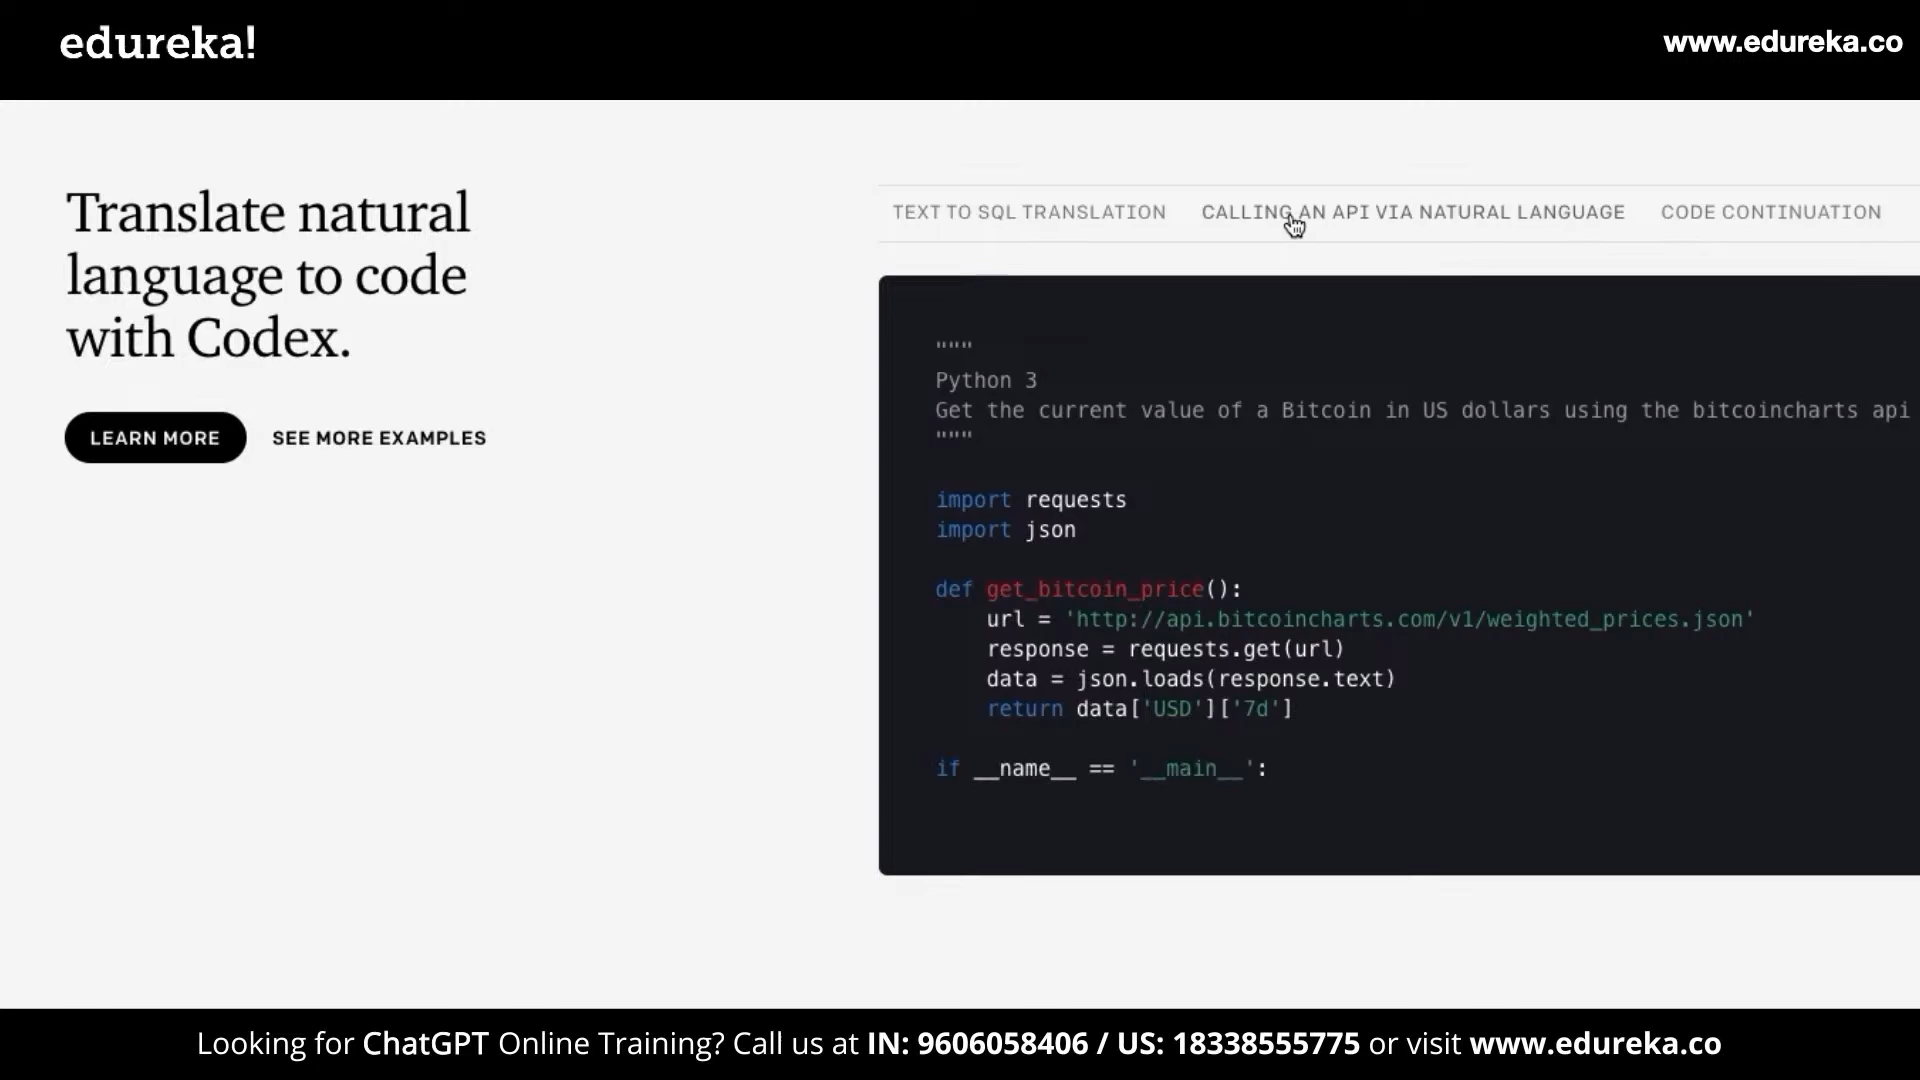 edureka!
www.edureka.co
Translate natural
language to code
with Codex.
LEARN MORE
SEE MORE EXAMPLES
TEXT TO SQL TRANSLATION
CALLING AN API VIA NATURAL LANGUAGE
CODE CONTINUATION
"""
Python 3
Get the current value of a Bitcoin in US dollars using the bitcoincharts api
"""
import requests
import json
def get_bitcoin_price():
    url = 'http://api.bitcoincharts.com/v1/weighted_prices.json'
    response = requests.get(url)
    data = json.loads(response.text)
    return data['USD']['7d']
if __name__ == '__main__':
Looking for ChatGPT Online Training? Call us at IN: 9606058406 / US: 18338555775 or visit www.edureka.co